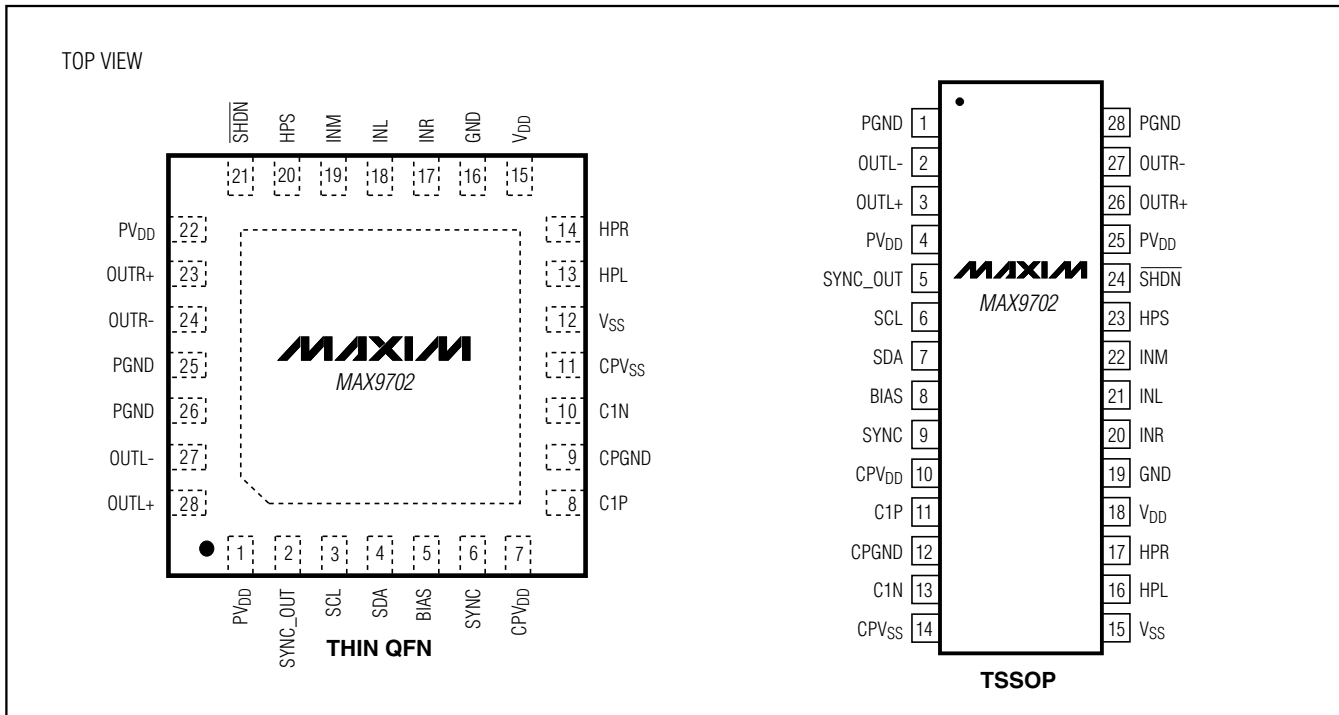 TOP VIEW
SHDN
HPS
INM
INL
INR
GND
VDD
21
20
19
18
17
16
15
PVDD 22
OUTR+ 23
OUTR- 24
PGND 25
PGND 26
OUTL- 27
OUTL+ 28
14 HPR
13 HPL
12 VSS
11 CPVSS
10 C1N
9 CPGND
8 C1P
MAXIM
MAX9702
1
2
3
4
5
6
7
PVDD
SYNC_OUT
SCL
SDA
BIAS
SYNC
CPVDD
THIN QFN
PGND 1
OUTL- 2
OUTL+ 3
PVDD 4
SYNC_OUT 5
SCL 6
SDA 7
BIAS 8
SYNC 9
CPVDD 10
C1P 11
CPGND 12
C1N 13
CPVSS 14
MAXIM
MAX9702
28 PGND
27 OUTR-
26 OUTR+
25 PVDD
24 SHDN
23 HPS
22 INM
21 INL
20 INR
19 GND
18 VDD
17 HPR
16 HPL
15 VSS
TSSOP